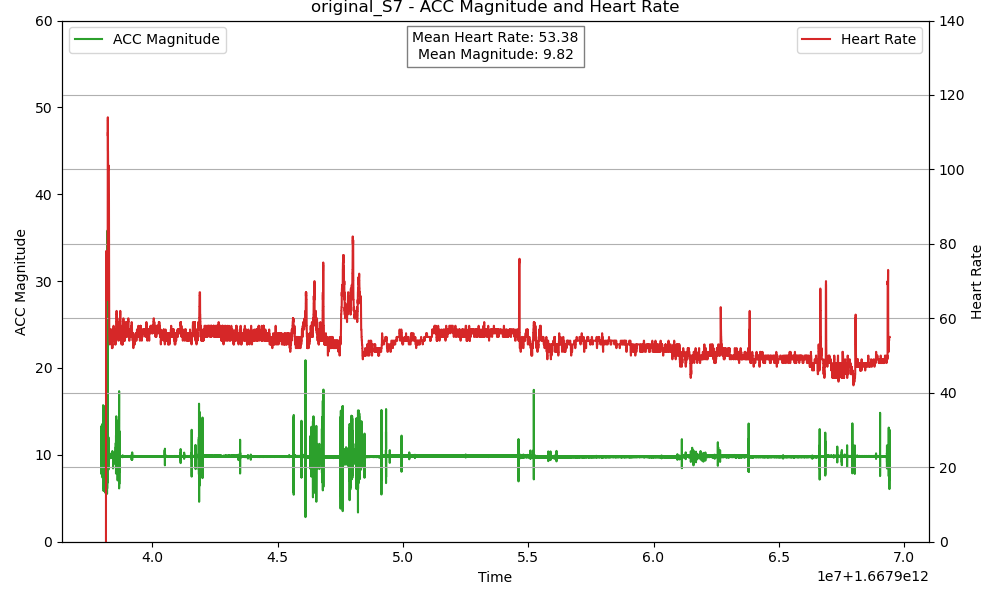 original_S7 - ACC Magnitude and Heart Rate
ACC Magnitude
Mean Heart Rate: 53.38
Mean Magnitude: 9.82
Heart Rate
60
50
40
30
20
10
0
ACC Magnitude
140
120
100
80
60
40
20
0
Heart Rate
4.0 4.5 5.0 5.5 6.0 6.5 7.0
Time
1e7+1.6679e12